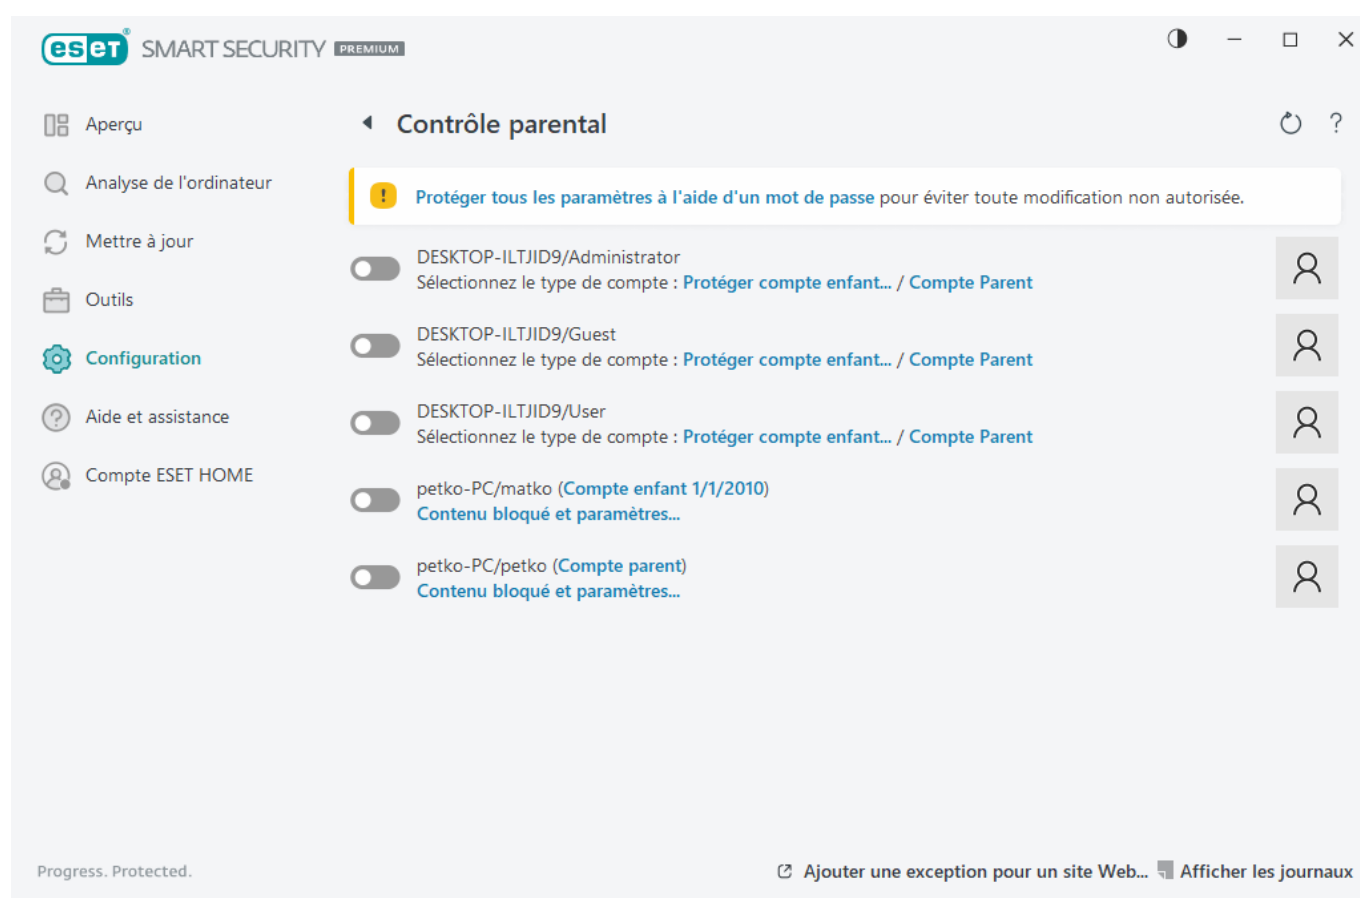 eset® SMART SECURITY PREMIUM
Aperçu
Analyse de l'ordinateur
Mettre à jour
Outils
Configuration
Aide et assistance
Compte ESET HOME
Contrôle parental
?
! Protéger tous les paramètres à l'aide d'un mot de passe pour éviter toute modification non autorisée.
DESKTOP-ILTJID9/Administrator
Sélectionnez le type de compte : Protéger compte enfant... / Compte Parent
DESKTOP-ILTJID9/Guest
Sélectionnez le type de compte : Protéger compte enfant... / Compte Parent
DESKTOP-ILTJID9/User
Sélectionnez le type de compte : Protéger compte enfant... / Compte Parent
petko-PC/matko (Compte enfant 1/1/2010)
Contenu bloqué et paramètres...
petko-PC/petko (Compte parent)
Contenu bloqué et paramètres...
Progress. Protected.
Ajouter une exception pour un site Web... Afficher les journaux